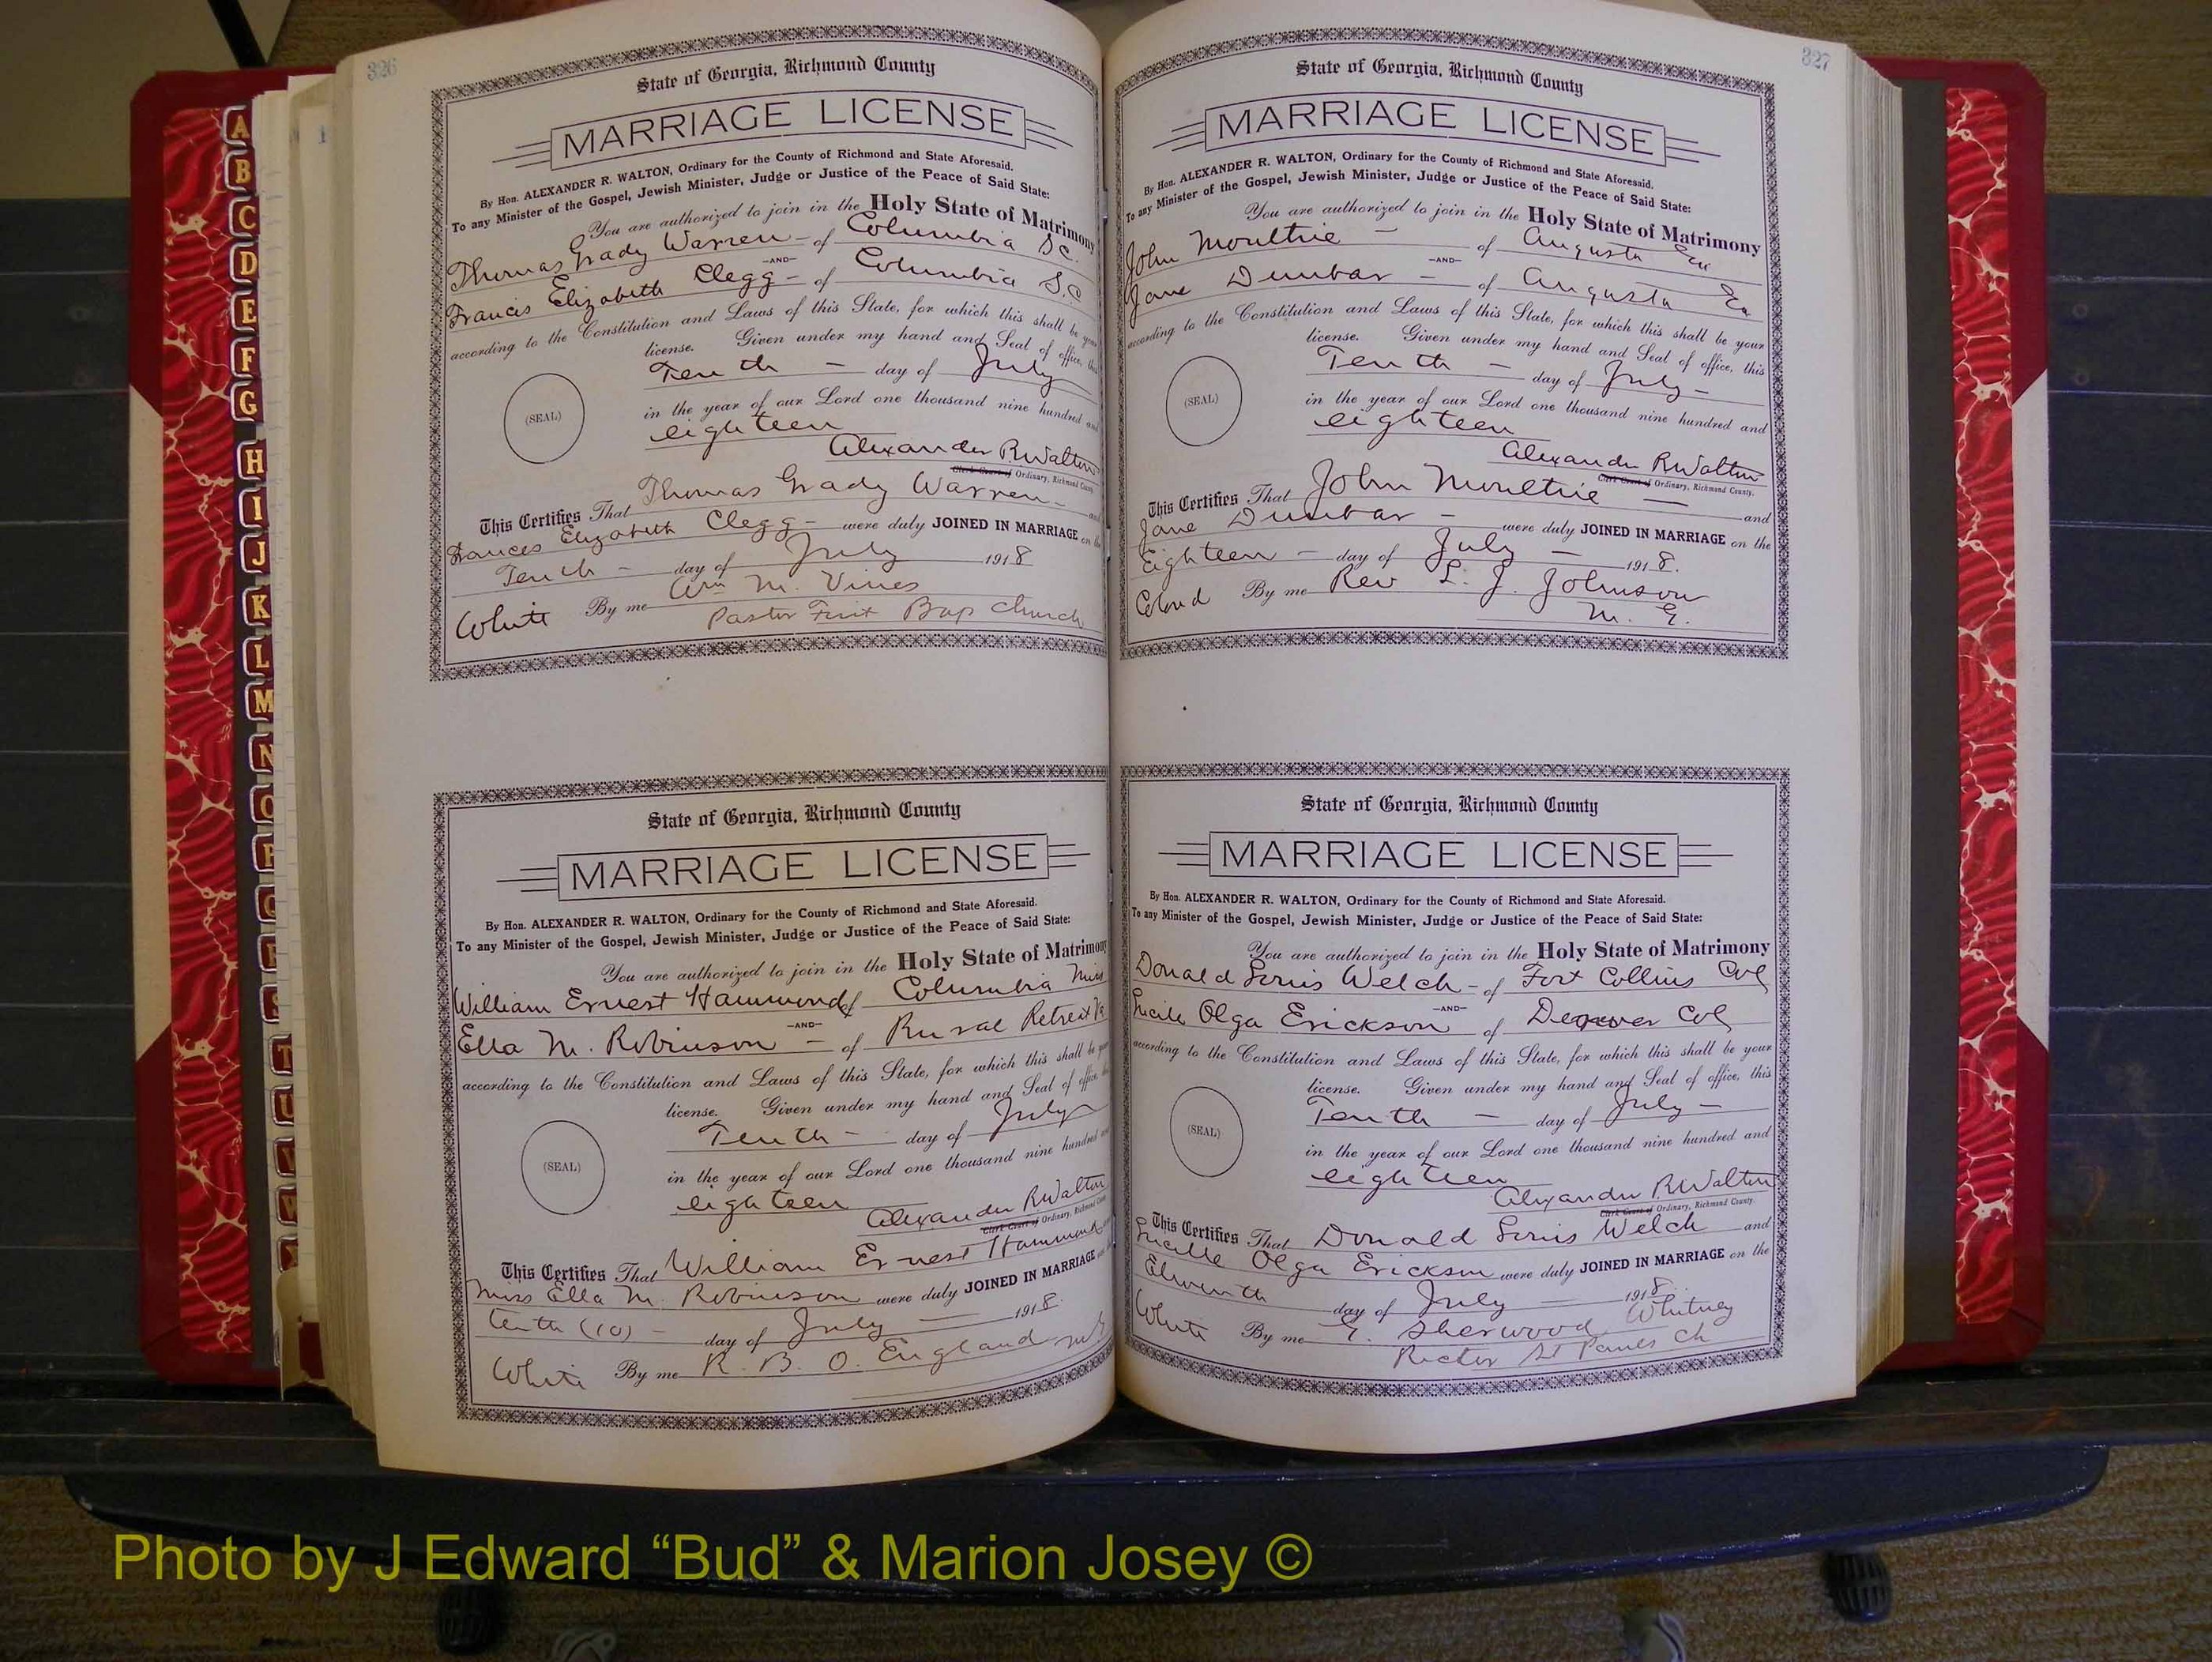 326
State of Georgia, Richmond County
MARRIAGE LICENSE
By Hon. ALEXANDER R. WALTON, Ordinary for the County of Richmond and State Aforesaid.
To any Minister of the Gospel, Jewish Minister, Judge or Justice of the Peace of Said State:
You are authorized to join in the Holy State of Matrimony
Thomas Grady Warren - of Columbia S.C.
-AND-
Francis Elizabeth Clegg - of Columbia S.C
according to the Constitution and Laws of this State, for which this shall be your
license. Given under my hand and Seal of office, this
Tenth - day of July
(SEAL)
in the year of our Lord one thousand nine hundred and
eighteen
Alexander R Walton
Clerk Court of Ordinary, Richmond County.
This Certifies That Thomas Grady Warren - and
Frances Elizabeth Clegg - were duly JOINED IN MARRIAGE on the
Tenth - day of July 1918
White By me Wm M. Vines
Pastor First Bap Church
State of Georgia, Richmond County
MARRIAGE LICENSE
By Hon. ALEXANDER R. WALTON, Ordinary for the County of Richmond and State Aforesaid.
To any Minister of the Gospel, Jewish Minister, Judge or Justice of the Peace of Said State:
You are authorized to join in the Holy State of Matrimony
William Ernest Hammond of Columbia Miss
-AND-
Ella M. Robinson - of Rural Retreat Va
according to the Constitution and Laws of this State, for which this shall be your
license. Given under my hand and Seal of office, this
Tenth - day of July
(SEAL)
in the year of our Lord one thousand nine hundred and
eighteen
Alexander R Walton
Clerk Court of Ordinary, Richmond County.
This Certifies That William Ernest Hammond
Miss Ella M. Robinson were duly JOINED IN MARRIAGE on the
tenth (10) - day of July 1918.
White By me R. B. O. England
327
State of Georgia, Richmond County
MARRIAGE LICENSE
By Hon. ALEXANDER R. WALTON, Ordinary for the County of Richmond and State Aforesaid.
To any Minister of the Gospel, Jewish Minister, Judge or Justice of the Peace of Said State:
You are authorized to join in the Holy State of Matrimony
John Moultrie - of Augusta Ga
-AND-
Jane Dunbar - of Augusta Ga
according to the Constitution and Laws of this State, for which this shall be your
license. Given under my hand and Seal of office, this
Tenth - day of July -
(SEAL)
in the year of our Lord one thousand nine hundred and
eighteen
Alexander R Walton
Clerk Court of Ordinary, Richmond County.
This Certifies That John Moultrie and
Jane Dunbar - were duly JOINED IN MARRIAGE on the
Eighteen - day of July - 1918.
Colord By me Rev L. J. Johnson
M. G.
State of Georgia, Richmond County
MARRIAGE LICENSE
By Hon. ALEXANDER R. WALTON, Ordinary for the County of Richmond and State Aforesaid.
To any Minister of the Gospel, Jewish Minister, Judge or Justice of the Peace of Said State:
You are authorized to join in the Holy State of Matrimony
Donald Louis Welch - of Fort Collins Col
-AND-
Lucile Olga Erickson of Denver Col
according to the Constitution and Laws of this State, for which this shall be your
license. Given under my hand and Seal of office, this
Tenth - day of July -
(SEAL)
in the year of our Lord one thousand nine hundred and
eighteen
Alexander R Walton
Clerk Court of Ordinary, Richmond County.
This Certifies That Donald Louis Welch and
Lucille Olga Erickson were duly JOINED IN MARRIAGE on the
Elventh day of July 1918
White By me Sherwood Whitney
Rector St Pauls Ch
A
B
C
D
E
F
G
H
I
J
K
L
M
N
O
P
Q
R
S
T
U
V
W
Photo by J Edward “Bud” & Marion Josey ©